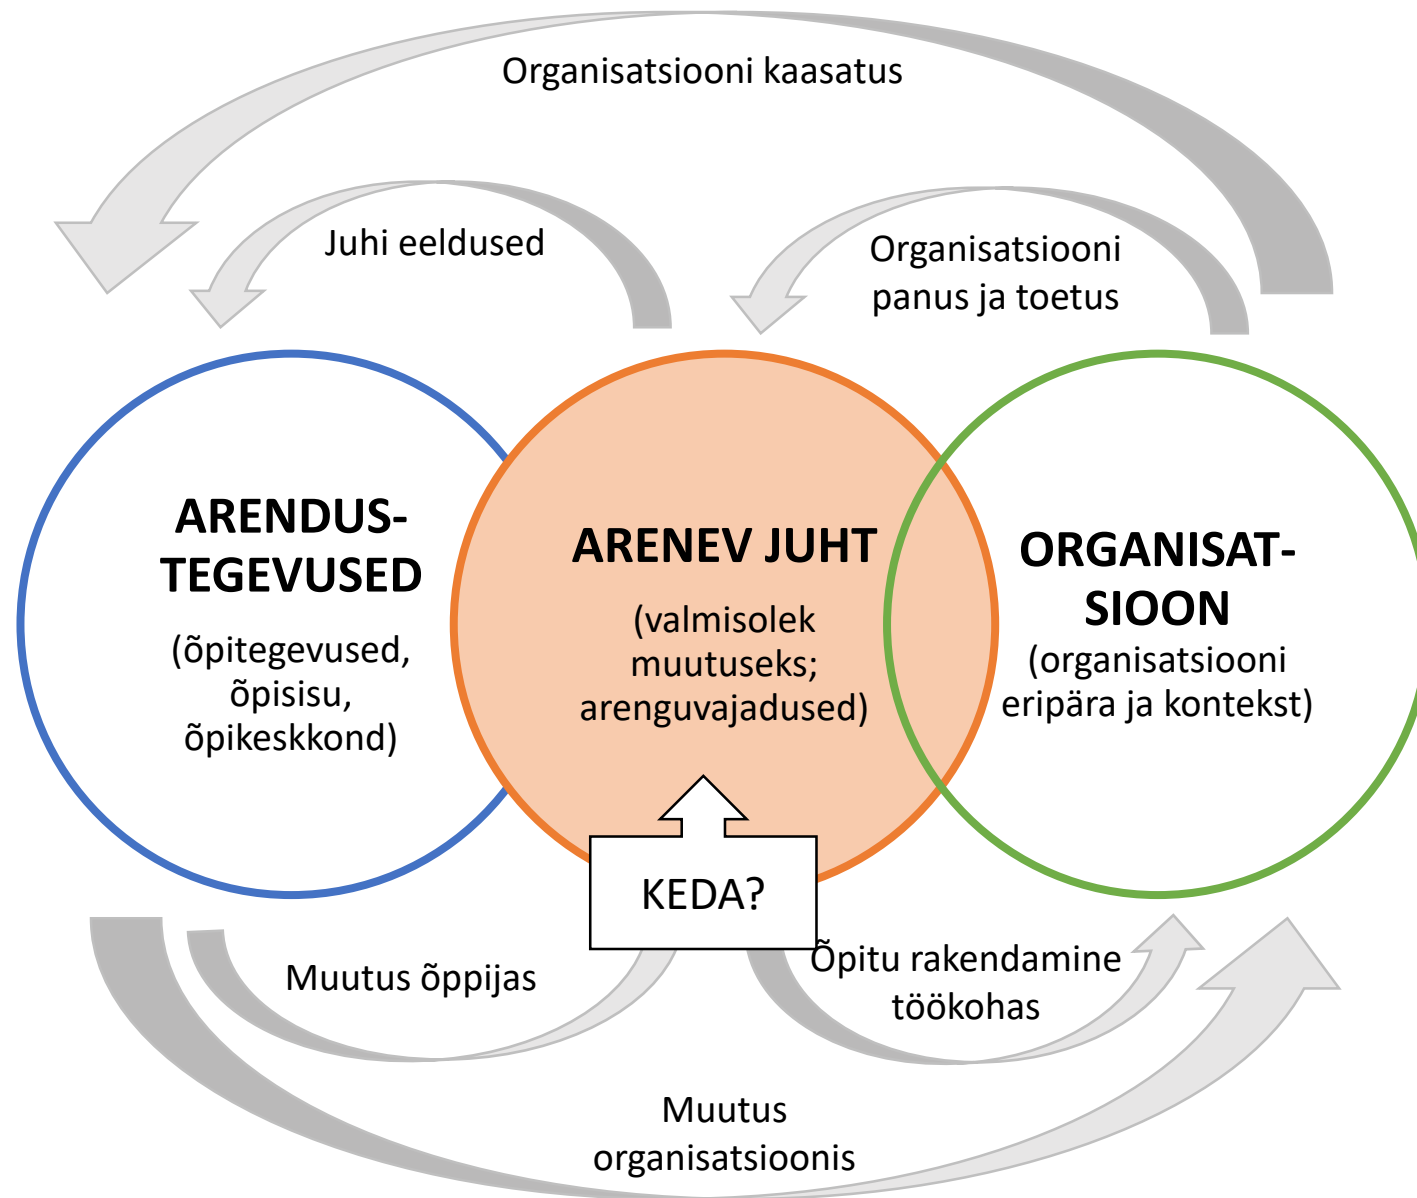 Organisatsiooni kaasatus
Juhi eeldused
Organisatsiooni
panus ja toetus
ARENDUS-
TEGEVUSED
(õpitegevused,
õpisisu,
õpikeskkond)
ARENEV JUHT
(valmisolek
muutuseks;
arenguvajadused)
ORGANISAT-
SIOON
(organisatsiooni
eripära ja kontekst)
KEDA?
Muutus õppijas
Õpitu rakendamine
töökohas
Muutus
organisatsioonis